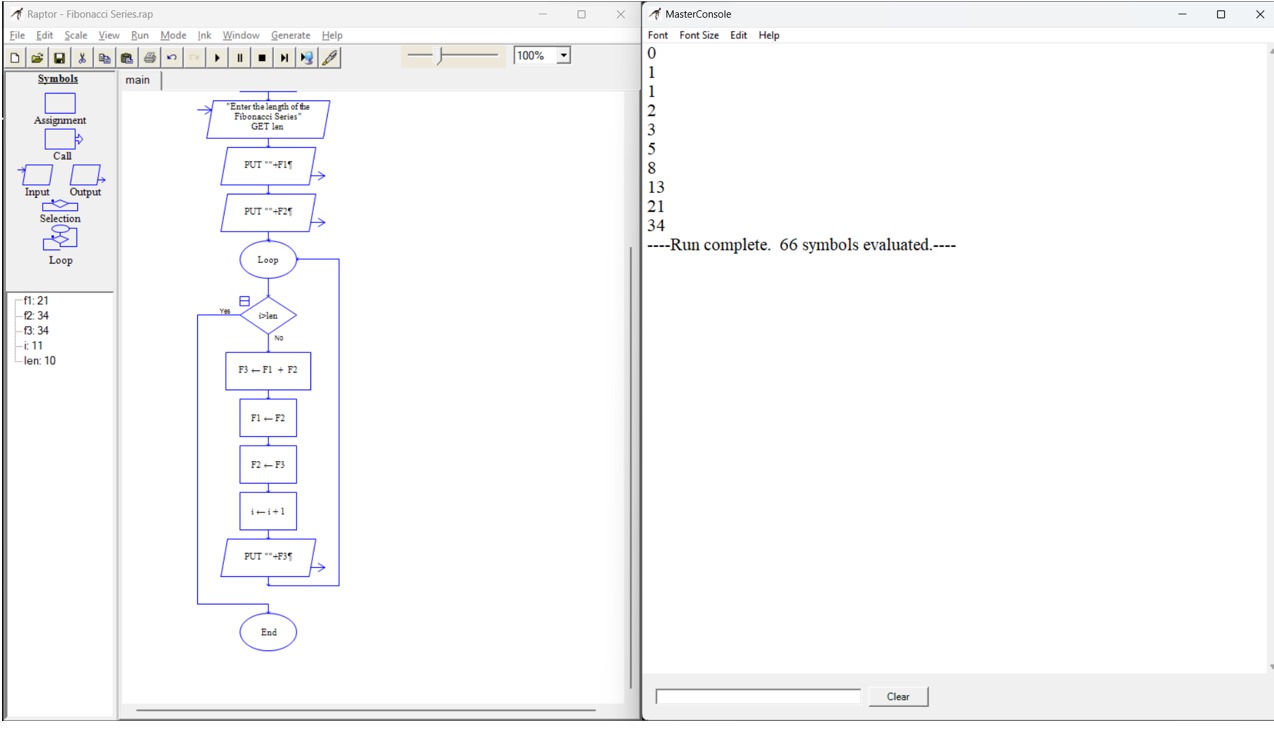 Raptor - Fibonacci Series.rap
File Edit Scale View Run Mode Ink Window Generate Help
100%
Symbols
Assignment
Call
Input Output
Selection
Loop
f1: 21
f2: 34
f3: 34
i: 11
len: 10
main
"Enter the length of the
Fibonacci Series"
GET len
PUT ""+F1¶
PUT ""+F2¶
Loop
Yes
i>len
No
F3 ← F1 + F2
F1 ← F2
F2 ← F3
i ← i + 1
PUT ""+F3¶
End
MasterConsole
Font Font Size Edit Help
0
1
1
2
3
5
8
13
21
34
----Run complete.  66 symbols evaluated.----
Clear